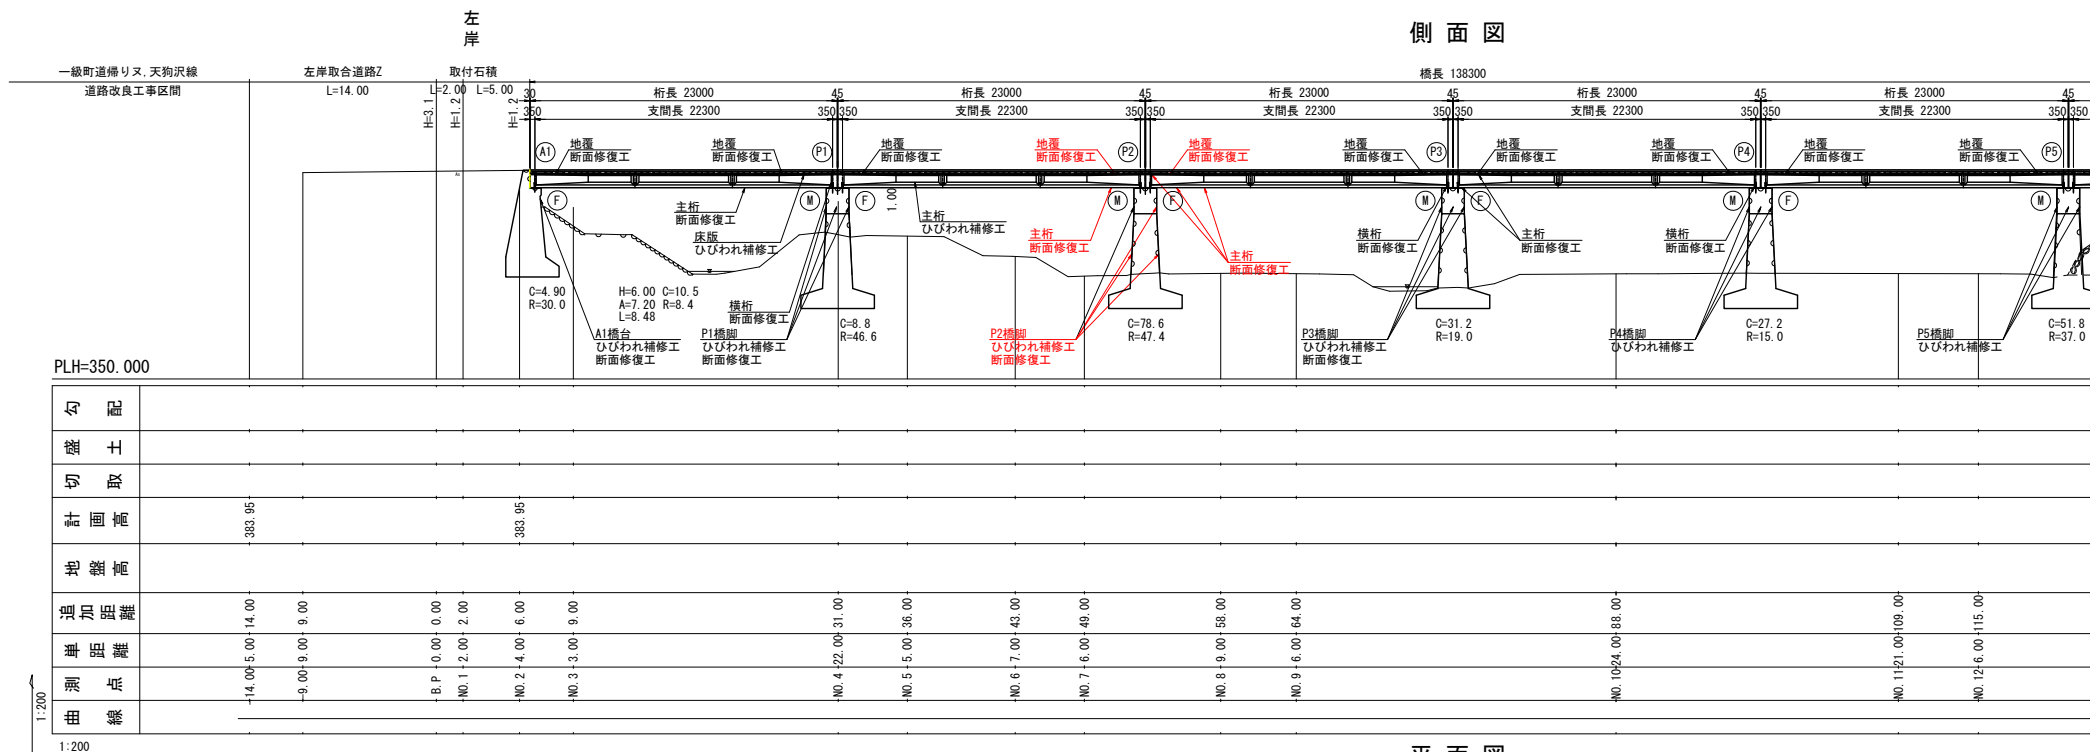 左岸
側面図
一級町道帰りヌ.天狗沢線
道路改良工事区間
左岸取合道路Z
L=14.00
取付石積
L=2.00 L=5.00
H=3.1
H=1.2
H=1.2
橋長 138300
30 桁長 23000 45 桁長 23000 45 桁長 23000 45 桁長 23000 45 桁長 23000 45
350 支間長 22300 350 350 支間長 22300 350 350 支間長 22300 350 350 支間長 22300 350 350 支間長 22300 350 350
A1 P1 P2 P3 P4 P5
地覆
断面修復工
地覆
断面修復工
地覆
断面修復工
地覆
断面修復工
地覆
断面修復工
地覆
断面修復工
地覆
断面修復工
地覆
断面修復工
地覆
断面修復工
地覆
断面修復工
F M F M F M F M F M
1.00
主桁
断面修復工
床版
ひびわれ補修工
主桁
ひびわれ補修工
主桁
断面修復工
主桁
断面修復工
横桁
断面修復工
主桁
断面修復工
横桁
断面修復工
C=4.90
R=30.0
H=6.00 C=10.5
A=7.20 R=8.4
L=8.48
横桁
断面修復工
C=8.8
R=46.6
C=78.6
R=47.4
C=31.2
R=19.0
C=27.2
R=15.0
C=51.8
R=37.0
A1橋台
ひびわれ補修工
断面修復工
P1橋脚
ひびわれ補修工
断面修復工
P2橋脚
ひびわれ補修工
断面修復工
P3橋脚
ひびわれ補修工
断面修復工
P4橋脚
ひびわれ補修工
P5橋脚
ひびわれ補修工
PLH=350.000
勾配
盛土
切取
計画高 383.95 383.95
地盤高
追加距離 14.00 9.00 0.00 2.00 6.00 9.00 31.00 36.00 43.00 49.00 58.00 64.00 88.00 109.00 115.00
単距離 5.00 9.00 0.00 2.00 4.00 3.00 22.00 5.00 7.00 6.00 9.00 6.00 24.00 21.00 6.00
測点 -14.00 -9.00 B.P NO.1 NO.2 NO.3 NO.4 NO.5 NO.6 NO.7 NO.8 NO.9 NO.10 NO.11 NO.12
曲線
1:200
1:200
平面図